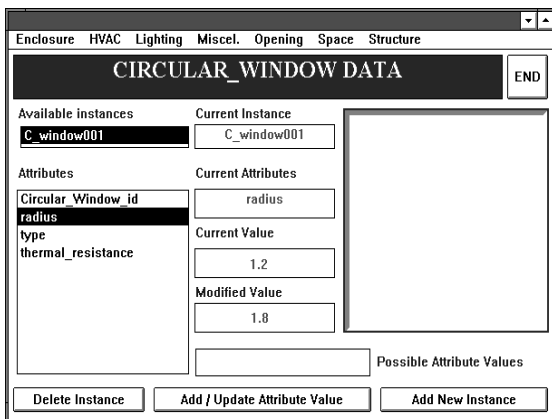 Enclosure HVAC Lighting Miscel. Opening Space Structure
CIRCULAR_WINDOW DATA
END
Available instances
C_window001
Current Instance
C_window001
Attributes
Circular_Window_id
radius
type
thermal_resistance
Current Attributes
radius
Current Value
1.2
Modified Value
1.8
Possible Attribute Values
Delete Instance
Add / Update Attribute Value
Add New Instance